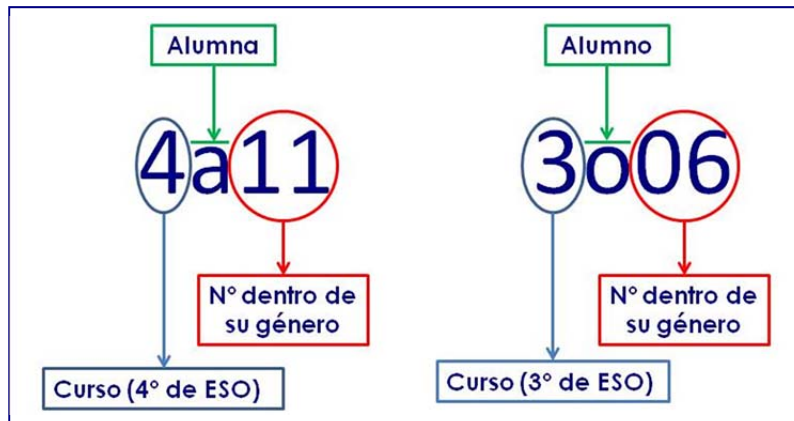 Alumna
4a11
Nº dentro de
su género
Curso (4º de ESO)
Alumno
3o06
Nº dentro de
su género
Curso (3º de ESO)